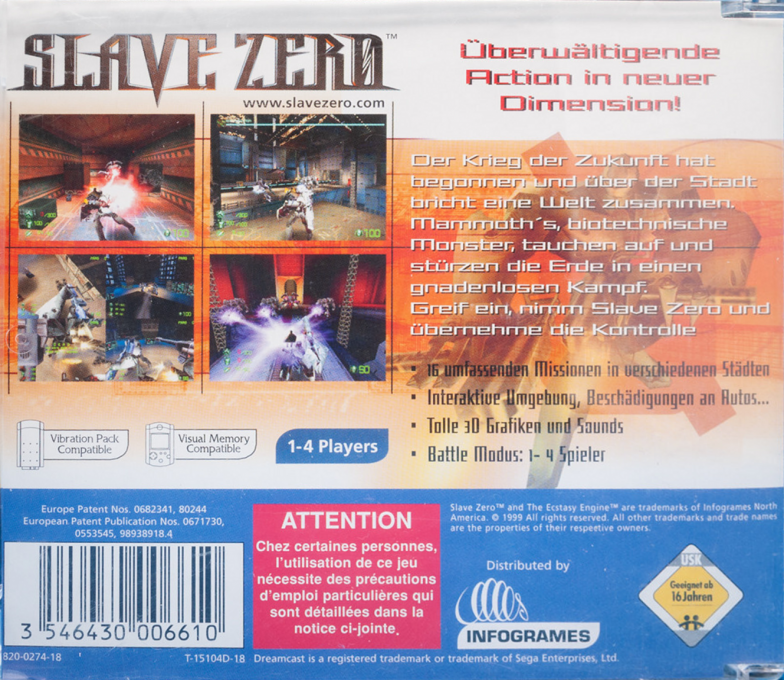 SLAVE ZERO™
www.slavezero.com
Überwältigende
Action in neuer
Dimension!
Der Krieg der Zukunft hat
begonnen und über der Stadt
bricht eine Welt zusammen.
Mammoth´s, biotechnische
Monster, tauchen auf und
stürzen die Erde in einen
gnadenlosen Kampf.
Greif ein, nimm Slave Zero und
übernehme die Kontrolle
• 16 umfassenden Missionen in verschiedenen Städten
• Interaktive Umgebung, Beschädigungen an Autos...
• Tolle 3D Grafiken und Sounds
• Battle Modus: 1- 4 Spieler
Vibration Pack
Compatible
Visual Memory
Compatible
1-4 Players
Europe Patent Nos. 0682341, 80244
European Patent Publication Nos. 0671730,
0553545, 98938918.4
3 546430 006610
820-0274-18
T-15104D-18
ATTENTION
Chez certaines personnes,
l'utilisation de ce jeu
nécessite des précautions
d'emploi particulières qui
sont détaillées dans la
notice ci-jointe.
Slave Zero™ and The Ecstasy Engine™ are trademarks of Infogrames North
America. © 1999 All rights reserved. All other trademarks and trade names
are the properties of their respetive owners.
Distributed by
INFOGRAMES
USK
Geeignet ab
16 Jahren
Dreamcast is a registered trademark or trademark of Sega Enterprises, Ltd.